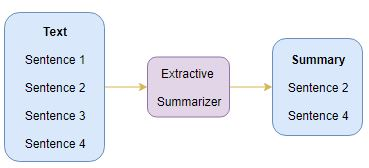 Text
Sentence 1
Sentence 2
Sentence 3
Sentence 4
Extractive
Summarizer
Summary
Sentence 2
Sentence 4